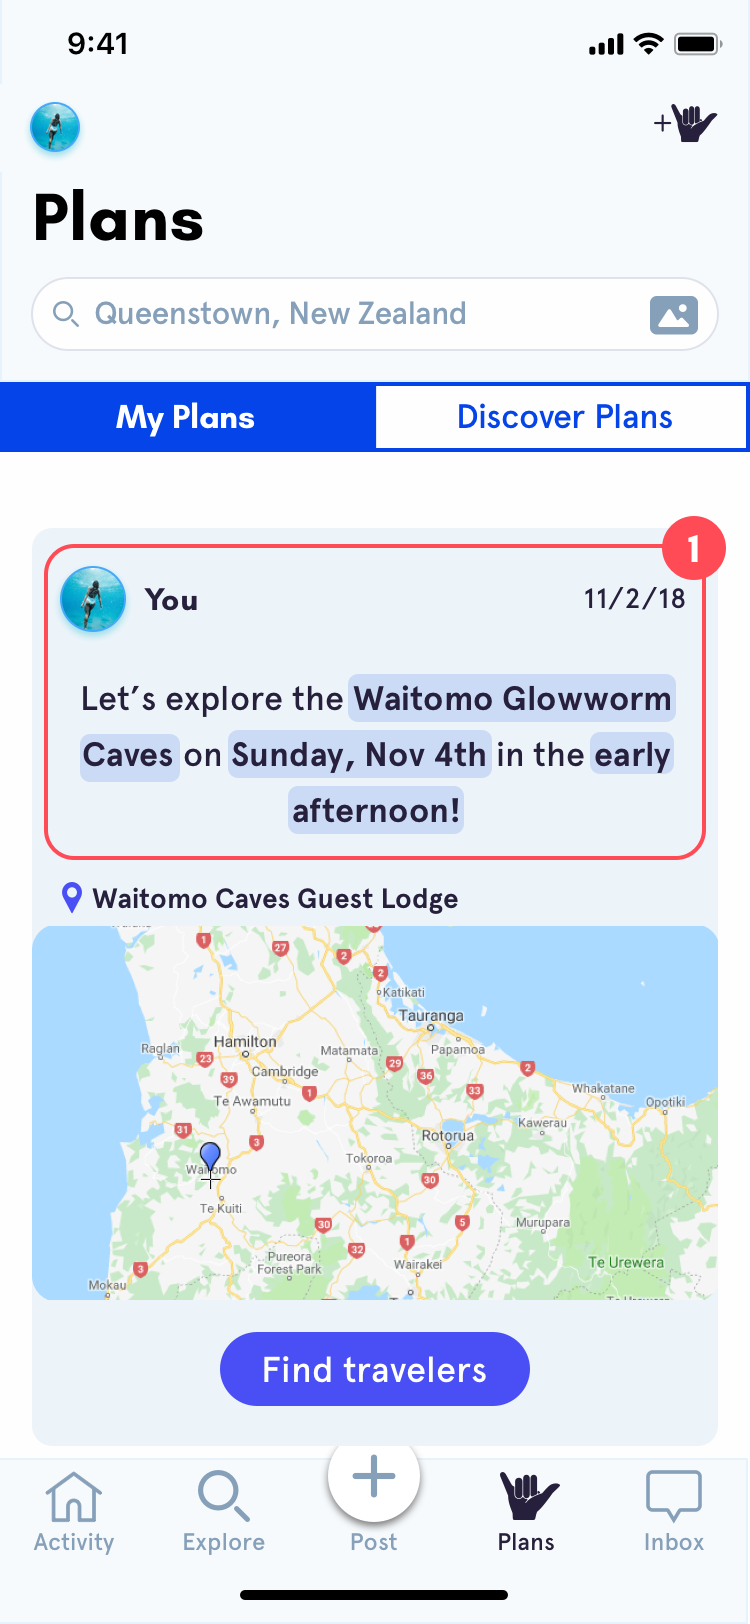 9:41
+
Plans
Queenstown, New Zealand
My Plans
Discover Plans
1
You
11/2/18
Let’s explore the Waitomo Glowworm
Caves on Sunday, Nov 4th in the early
afternoon!
Waitomo Caves Guest Lodge
1
27
2
2
Katikati
Tauranga
Raglan
Hamilton
Matamata
Papamoa
23
29
2
39
Cambridge
36
1
33
Whakatane
Te Awamutu
Opotiki
31
Kawerau
3
Rotorua
Waitomo
Tokoroa
30
Te Kuiti
30
5
Murupara
1
32
Pureora
Forest Park
Wairakei
Te Urewera
3
Mokau
Find travelers
Activity
Explore
Post
Plans
Inbox